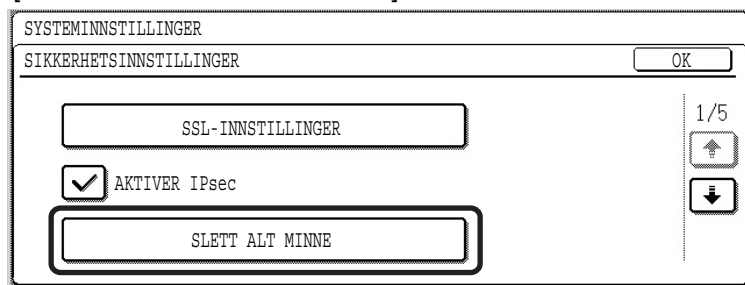 SYSTEMINNSTILLINGER
SIKKERHETSINNSTILLINGER
OK
SSL-INNSTILLINGER
1/5
AKTIVER IPsec
SLETT ALT MINNE